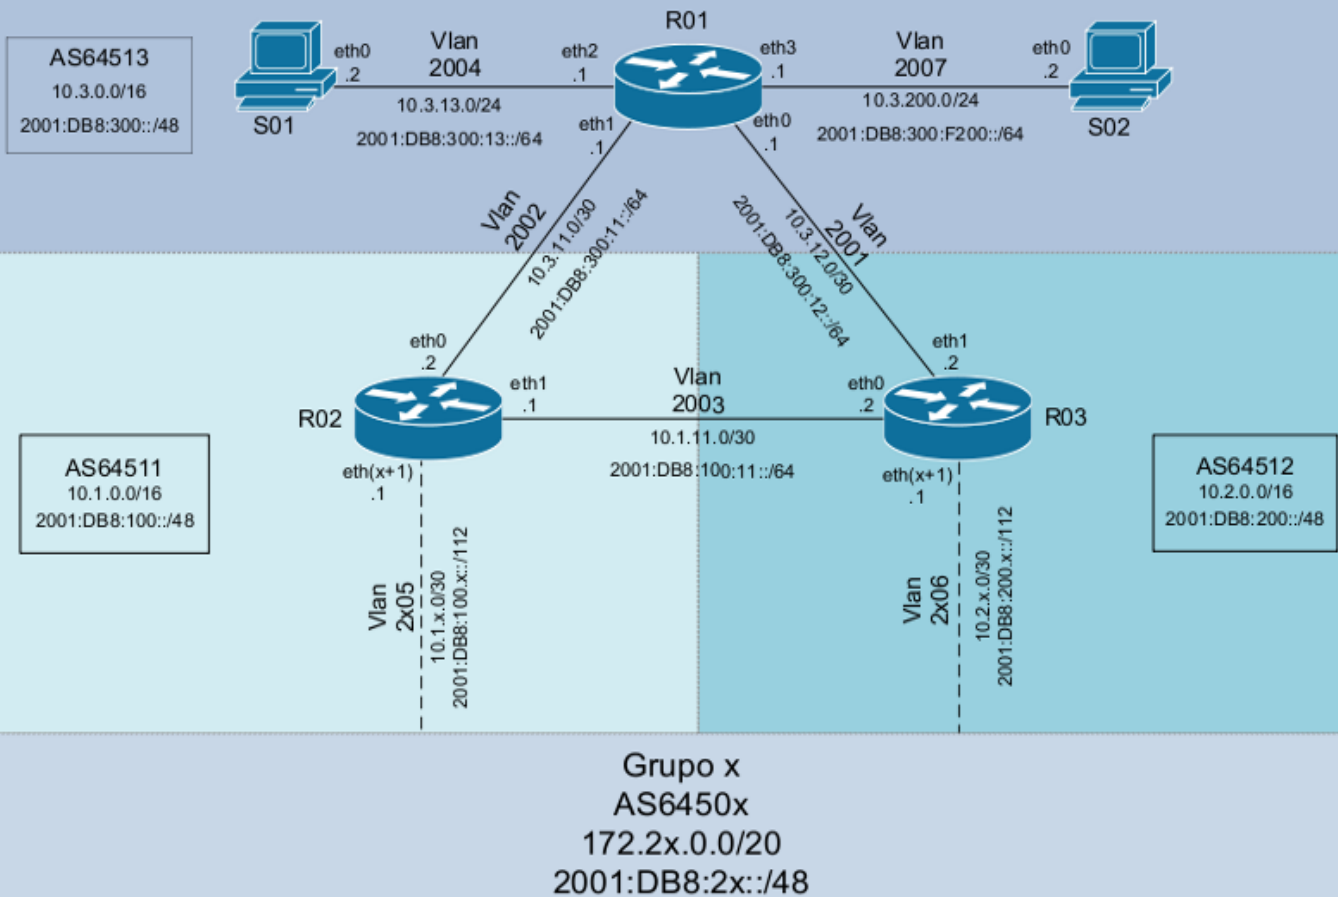 R01
AS64513
10.3.0.0/16
2001:DB8:300::/48
eth0
.2
Vlan
2004
eth2
.1
eth3
.1
Vlan
2007
eth0
.2
10.3.13.0/24
2001:DB8:300:13::/64
10.3.200.0/24
2001:DB8:300:F200::/64
S01
S02
eth1
.1
eth0
.1
Vlan
2002
10.3.11.0/30
2001:DB8:300:11::/64
Vlan
2001
10.3.12.0/30
2001:DB8:300:12::/64
eth0
.2
eth1
.2
R02
eth1
.1
Vlan
2003
eth0
.2
R03
10.1.11.0/30
2001:DB8:100:11::/64
AS64511
10.1.0.0/16
2001:DB8:100::/48
eth(x+1)
.1
eth(x+1)
.1
AS64512
10.2.0.0/16
2001:DB8:200::/48
Vlan
2x05
10.1.x.0/30
2001:DB8:100.x::/112
Vlan
2x06
10.2.x.0/30
2001:DB8:200.x::/112
Grupo x
AS6450x
172.2x.0.0/20
2001:DB8:2x::/48